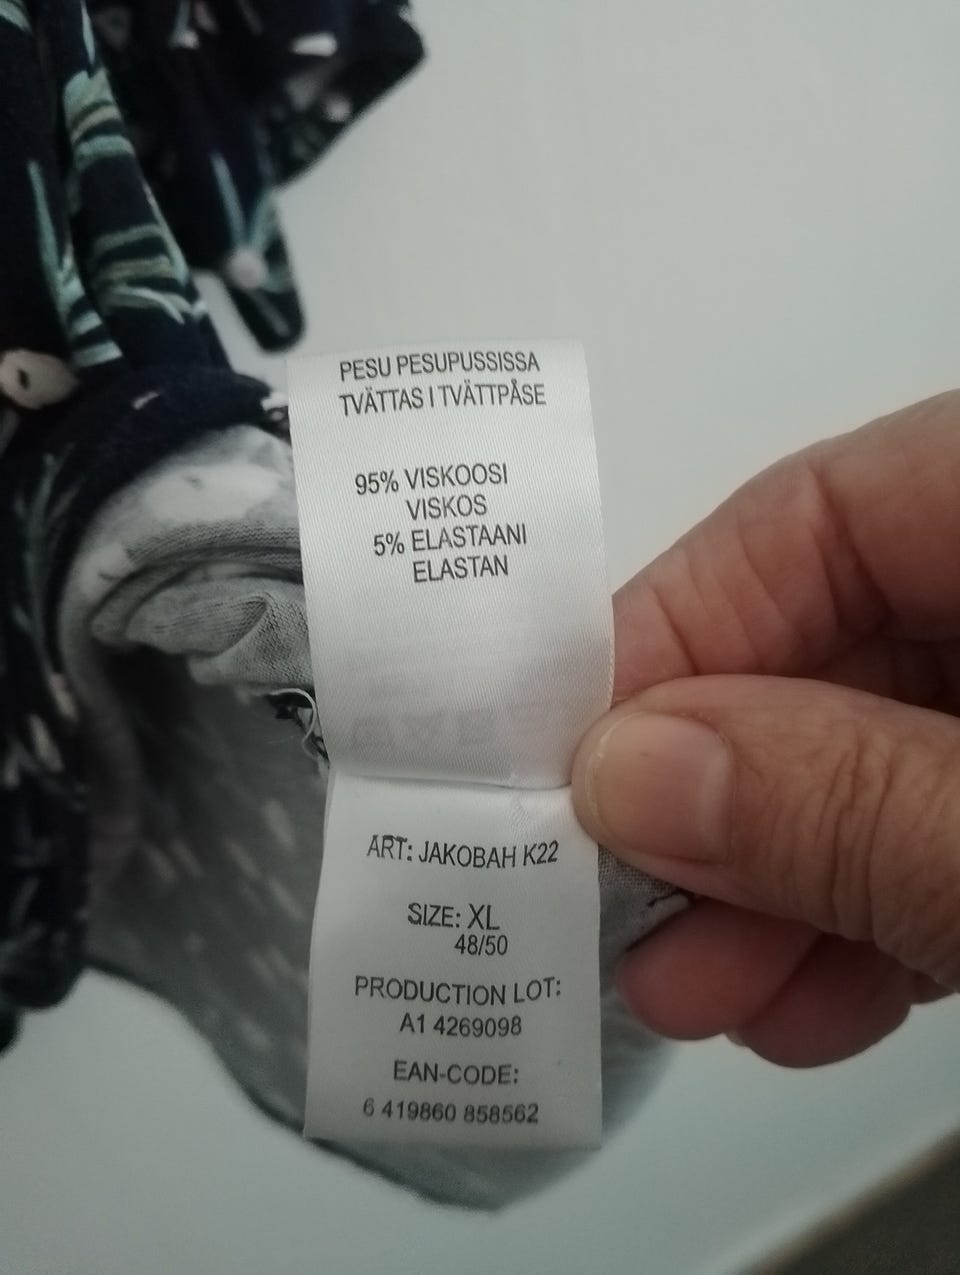 PESU PESUPUSSISSA
TVÄTTAS I TVÄTTPÅSE
95% VISKOOSI
VISKOS
5% ELASTAANI
ELASTAN
ART: JAKOBAH K22
SIZE: XL
48/50
PRODUCTION LOT:
A1 4269098
EAN-CODE:
6 419860 858562